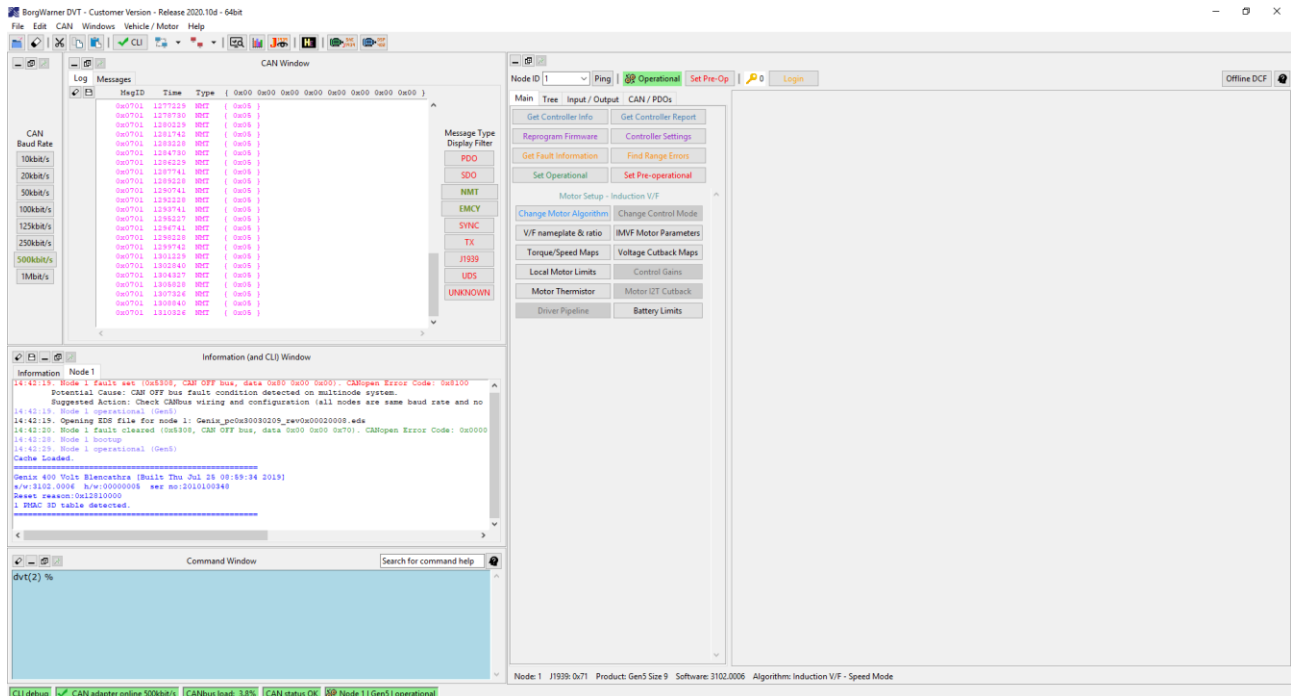 BorgWarner DVT - Customer Version - Release 2020.10d - 64bit
File Edit CAN Windows Vehicle / Motor Help
CLI
CAN Window
Log Messages
MsgID Time Type { 0x00 0x00 0x00 0x00 0x00 0x00 0x00 0x00 }
0x0701 1277229 NMT { 0x05 }
0x0701 1278730 NMT { 0x05 }
0x0701 1280229 NMT { 0x05 }
0x0701 1281742 NMT { 0x05 }
0x0701 1283228 NMT { 0x05 }
0x0701 1284730 NMT { 0x05 }
0x0701 1286229 NMT { 0x05 }
0x0701 1287741 NMT { 0x05 }
0x0701 1289228 NMT { 0x05 }
0x0701 1290741 NMT { 0x05 }
0x0701 1292228 NMT { 0x05 }
0x0701 1293741 NMT { 0x05 }
0x0701 1295227 NMT { 0x05 }
0x0701 1296741 NMT { 0x05 }
0x0701 1298228 NMT { 0x05 }
0x0701 1299742 NMT { 0x05 }
0x0701 1301229 NMT { 0x05 }
0x0701 1302840 NMT { 0x05 }
0x0701 1304327 NMT { 0x05 }
0x0701 1305828 NMT { 0x05 }
0x0701 1307326 NMT { 0x05 }
0x0701 1308840 NMT { 0x05 }
0x0701 1310326 NMT { 0x05 }
CAN
Baud Rate
10kbit/s
20kbit/s
50kbit/s
100kbit/s
125kbit/s
250kbit/s
500kbit/s
1Mbit/s
Message Type
Display Filter
PDO
SDO
NMT
EMCY
SYNC
TX
J1939
UDS
UNKNOWN
Information (and CLI) Window
Information Node 1
14:42:19. Node 1 fault set (0x5308, CAN OFF bus, data 0x80 0x00 0x00). CANopen Error Code: 0x8100
Potential Cause: CAN OFF bus fault condition detected on multinode system.
Suggested Action: Check CANbus wiring and configuration (all nodes are same baud rate and no
14:42:19. Node 1 operational (Gen5)
14:42:19. Opening EDS file for node 1: Genix_pc0x30030209_rev0x00020008.eds
14:42:20. Node 1 fault cleared (0x5308, CAN OFF bus, data 0x00 0x00 0x70). CANopen Error Code: 0x0000
14:42:28. Node 1 bootup
14:42:29. Node 1 operational (Gen5)
Cache Loaded.
Genix 400 Volt Blencathra [Built Thu Jul 25 08:59:34 2019]
s/w:3102.0006 h/w:00000005 ser no:2010100348
Reset reason:0x12810000
1 PMAC 3D table detected.
Command Window
Search for command help
dvt(2) %
Node ID 1 Ping Operational Set Pre-Op 0 Login Offline DCF
Main Tree Input / Output CAN / PDOs
Get Controller Info Get Controller Report
Reprogram Firmware Controller Settings
Get Fault Information Find Range Errors
Set Operational Set Pre-operational
Motor Setup - Induction V/F
Change Motor Algorithm Change Control Mode
V/F nameplate & ratio IMVF Motor Parameters
Torque/Speed Maps Voltage Cutback Maps
Local Motor Limits Control Gains
Motor Thermistor Motor I2T Cutback
Driver Pipeline Battery Limits
Node: 1 J1939: 0x71 Product: Gen5 Size 9 Software: 3102.0006 Algorithm: Induction V/F - Speed Mode
CLI debug CAN adapter online 500kbit/s CANbus load: 3.8% CAN status OK Node 1 | Gen5 | operational